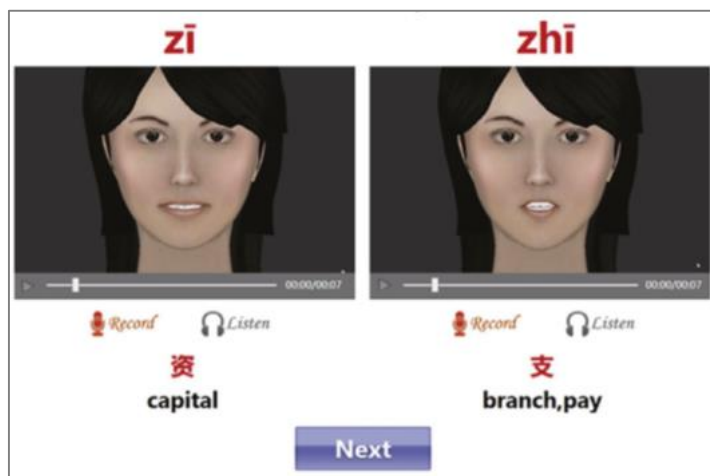 zī
zhī
00:00/00:07
00:00/00:07
Record
Listen
Record
Listen
资
支
capital
branch,pay
Next